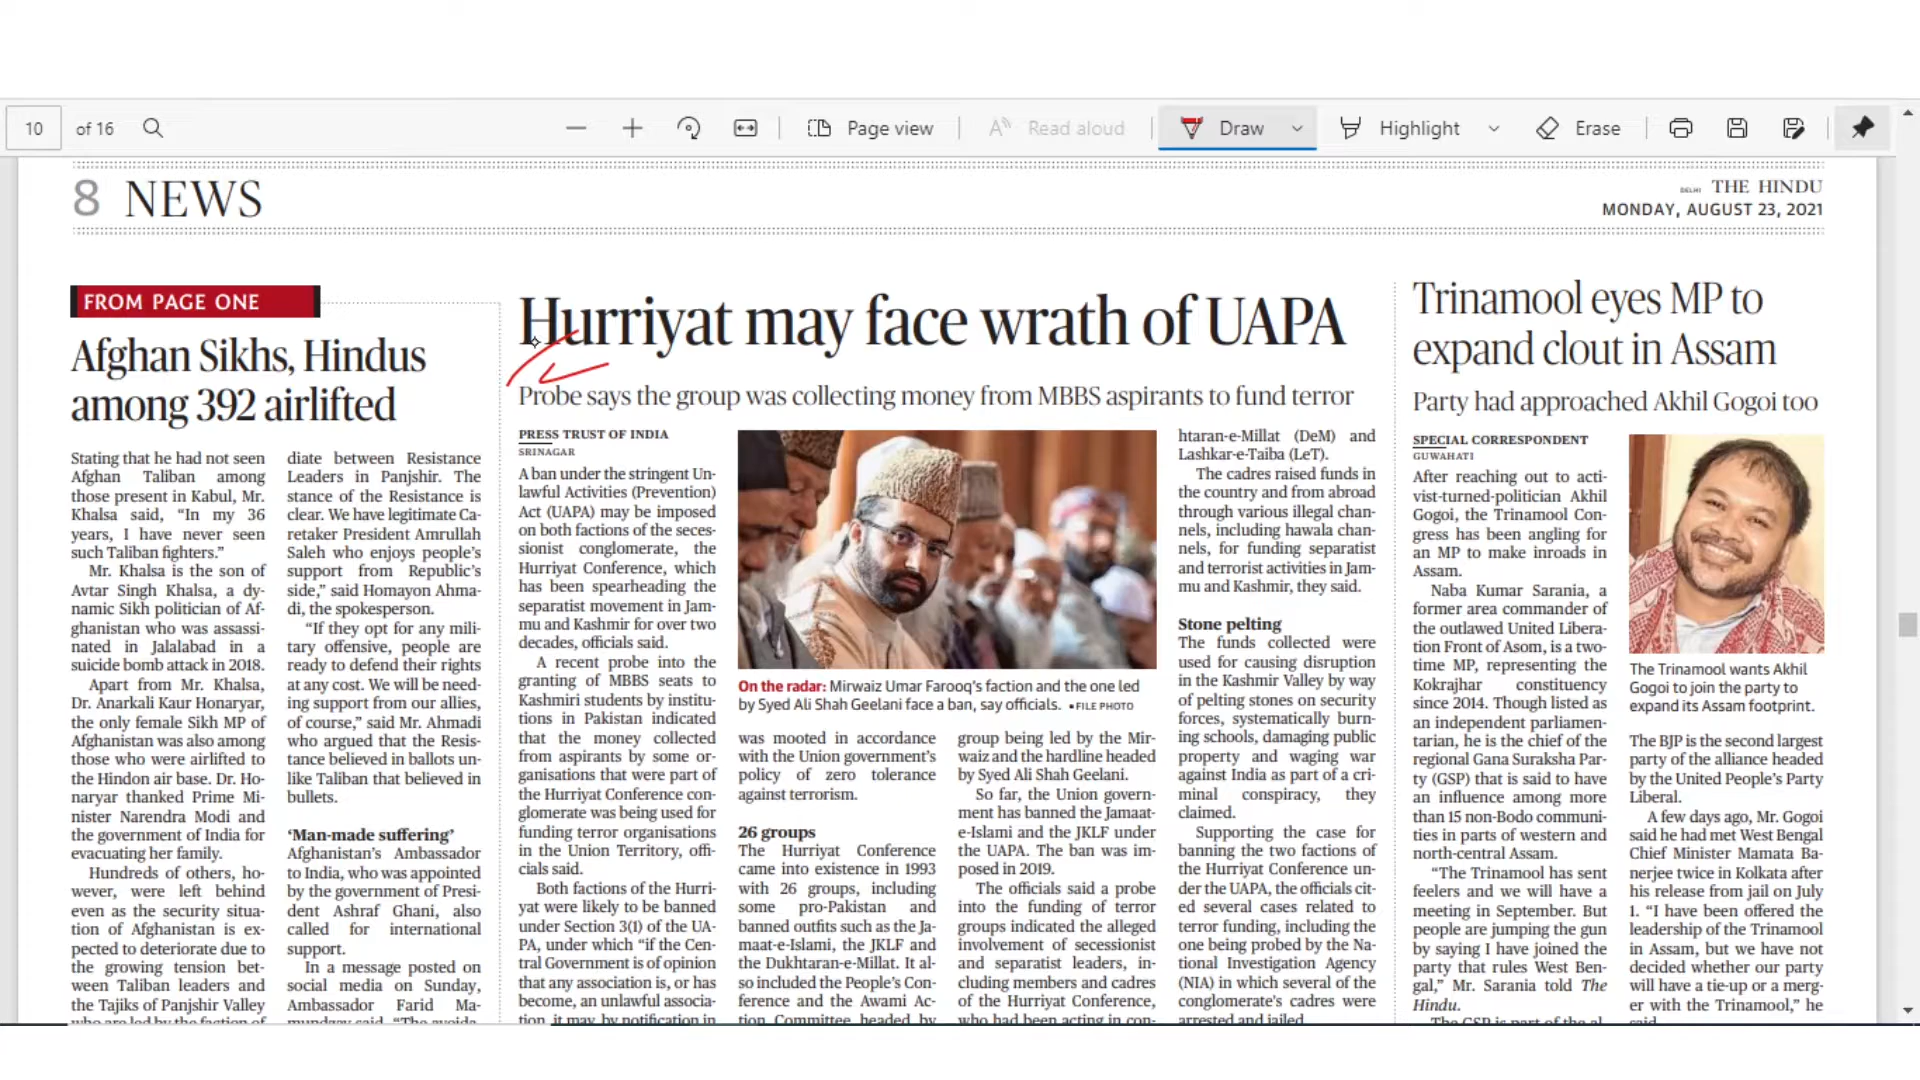 10 of 16 Page view Read aloud Draw Highlight Erase
8 NEWS
DELHI THE HINDU
MONDAY, AUGUST 23, 2021
FROM PAGE ONE
Afghan Sikhs, Hindus
among 392 airlifted
Stating that he had not seen
Afghan Taliban among
those present in Kabul, Mr.
Khalsa said, “In my 36
years, I have never seen
such Taliban fighters.”
Mr. Khalsa is the son of
Avtar Singh Khalsa, a dy-
namic Sikh politician of Af-
ghanistan who was assassi-
nated in Jalalabad in a
suicide bomb attack in 2018.
Apart from Mr. Khalsa,
Dr. Anarkali Kaur Honaryar,
the only female Sikh MP of
Afghanistan was also among
those who were airlifted to
the Hindon air base. Dr. Ho-
naryar thanked Prime Mi-
nister Narendra Modi and
the government of India for
evacuating her family.
Hundreds of others, ho-
wever, were left behind
even as the security situa-
tion of Afghanistan is ex-
pected to deteriorate due to
the growing tension bet-
ween Taliban leaders and
the Tajiks of Panjshir Valley
who are led by the faction of
diate between Resistance
Leaders in Panjshir. The
stance of the Resistance is
clear. We have legitimate Ca-
retaker President Amrullah
Saleh who enjoys people’s
support from Republic’s
side,” said Homayon Ahma-
di, the spokesperson.
“If they opt for any mili-
tary offensive, people are
ready to defend their rights
at any cost. We will be need-
ing support from our allies,
of course,” said Mr. Ahmadi
who argued that the Resis-
tance believed in ballots un-
like Taliban that believed in
bullets.
‘Man-made suffering’
Afghanistan’s Ambassador
to India, who was appointed
by the government of Presi-
dent Ashraf Ghani, also
called for international
support.
In a message posted on
social media on Sunday,
Ambassador Farid Ma-
mundzay said, “The avoida-
Hurriyat may face wrath of UAPA
Probe says the group was collecting money from MBBS aspirants to fund terror
PRESS TRUST OF INDIA
SRINAGAR
A ban under the stringent Un-
lawful Activities (Prevention)
Act (UAPA) may be imposed
on both factions of the seces-
sionist conglomerate, the
Hurriyat Conference, which
has been spearheading the
separatist movement in Jam-
mu and Kashmir for over two
decades, officials said.
A recent probe into the
granting of MBBS seats to
Kashmiri students by institu-
tions in Pakistan indicated
that the money collected
from aspirants by some or-
ganisations that were part of
the Hurriyat Conference con-
glomerate was being used for
funding terror organisations
in the Union Territory, offi-
cials said.
Both factions of the Hurri-
yat were likely to be banned
under Section 3(1) of the UA-
PA, under which “if the Cen-
tral Government is of opinion
that any association is, or has
become, an unlawful associa-
tion, it may, by notification in
On the radar: Mirwaiz Umar Farooq’s faction and the one led
by Syed Ali Shah Geelani face a ban, say officials. ▪FILE PHOTO
was mooted in accordance
with the Union government’s
policy of zero tolerance
against terrorism.
26 groups
The Hurriyat Conference
came into existence in 1993
with 26 groups, including
some pro-Pakistan and
banned outfits such as the Ja-
maat-e-Islami, the JKLF and
the Dukhtaran-e-Millat. It al-
so included the People’s Con-
ference and the Awami Ac-
tion Committee headed by
group being led by the Mir-
waiz and the hardline headed
by Syed Ali Shah Geelani.
So far, the Union govern-
ment has banned the Jamaat-
e-Islami and the JKLF under
the UAPA. The ban was im-
posed in 2019.
The officials said a probe
into the funding of terror
groups indicated the alleged
involvement of secessionist
and separatist leaders, in-
cluding members and cadres
of the Hurriyat Conference,
who had been acting in con-
htaran-e-Millat (DeM) and
Lashkar-e-Taiba (LeT).
The cadres raised funds in
the country and from abroad
through various illegal chan-
nels, including hawala chan-
nels, for funding separatist
and terrorist activities in Jam-
mu and Kashmir, they said.
Stone pelting
The funds collected were
used for causing disruption
in the Kashmir Valley by way
of pelting stones on security
forces, systematically burn-
ing schools, damaging public
property and waging war
against India as part of a cri-
minal conspiracy, they
claimed.
Supporting the case for
banning the two factions of
the Hurriyat Conference un-
der the UAPA, the officials cit-
ed several cases related to
terror funding, including the
one being probed by the Na-
tional Investigation Agency
(NIA) in which several of the
conglomerate’s cadres were
arrested and jailed.
Trinamool eyes MP to
expand clout in Assam
Party had approached Akhil Gogoi too
SPECIAL CORRESPONDENT
GUWAHATI
After reaching out to acti-
vist-turned-politician Akhil
Gogoi, the Trinamool Con-
gress has been angling for
an MP to make inroads in
Assam.
Naba Kumar Sarania, a
former area commander of
the outlawed United Libera-
tion Front of Asom, is a two-
time MP, representing the
Kokrajhar constituency
since 2014. Though listed as
an independent parliamen-
tarian, he is the chief of the
regional Gana Suraksha Par-
ty (GSP) that is said to have
an influence among more
than 15 non-Bodo communi-
ties in parts of western and
north-central Assam.
“The Trinamool has sent
feelers and we will have a
meeting in September. But
people are jumping the gun
by saying I have joined the
party that rules West Ben-
gal,” Mr. Sarania told The
Hindu.
The GSP is part of the al-
The Trinamool wants Akhil
Gogoi to join the party to
expand its Assam footprint.
The BJP is the second largest
party of the alliance headed
by the United People’s Party
Liberal.
A few days ago, Mr. Gogoi
said he had met West Bengal
Chief Minister Mamata Ba-
nerjee twice in Kolkata after
his release from jail on July
1. “I have been offered the
leadership of the Trinamool
in Assam, but we have not
decided whether our party
will have a tie-up or a merg-
er with the Trinamool,” he
said.